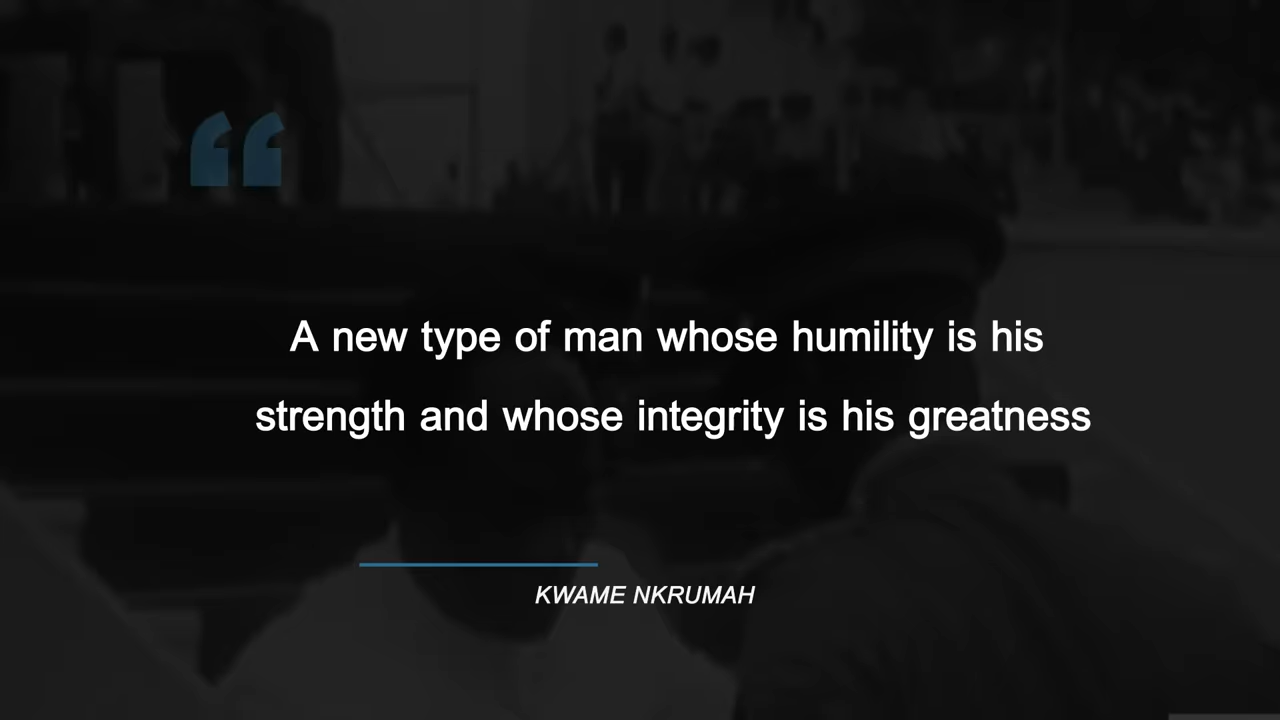 “
A new type of man whose humility is his
strength and whose integrity is his greatness
KWAME NKRUMAH